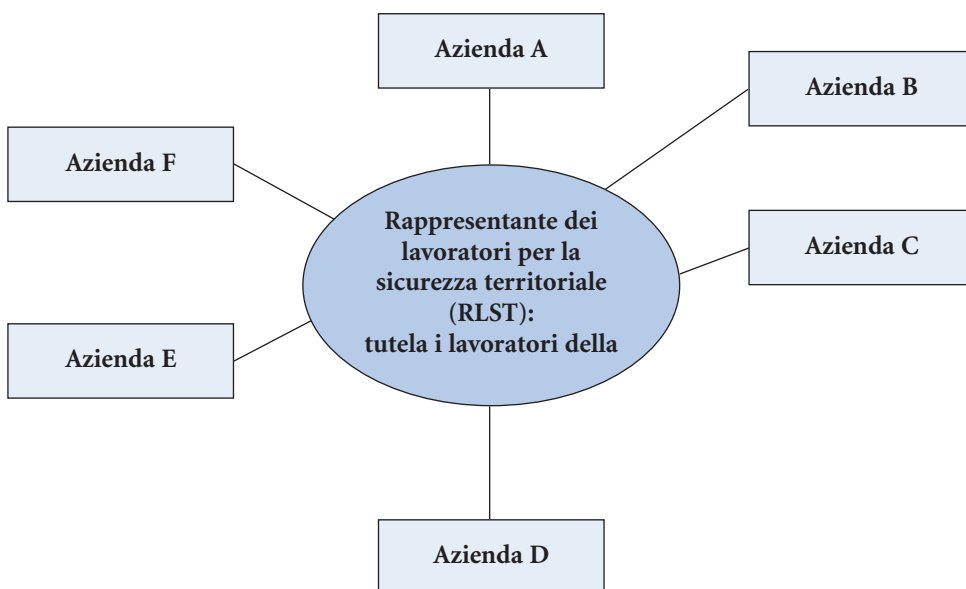 Azienda A
Azienda B
Azienda F
Rappresentante dei
lavoratori per la
sicurezza territoriale
(RLST):
tutela i lavoratori della
Azienda C
Azienda E
Azienda D